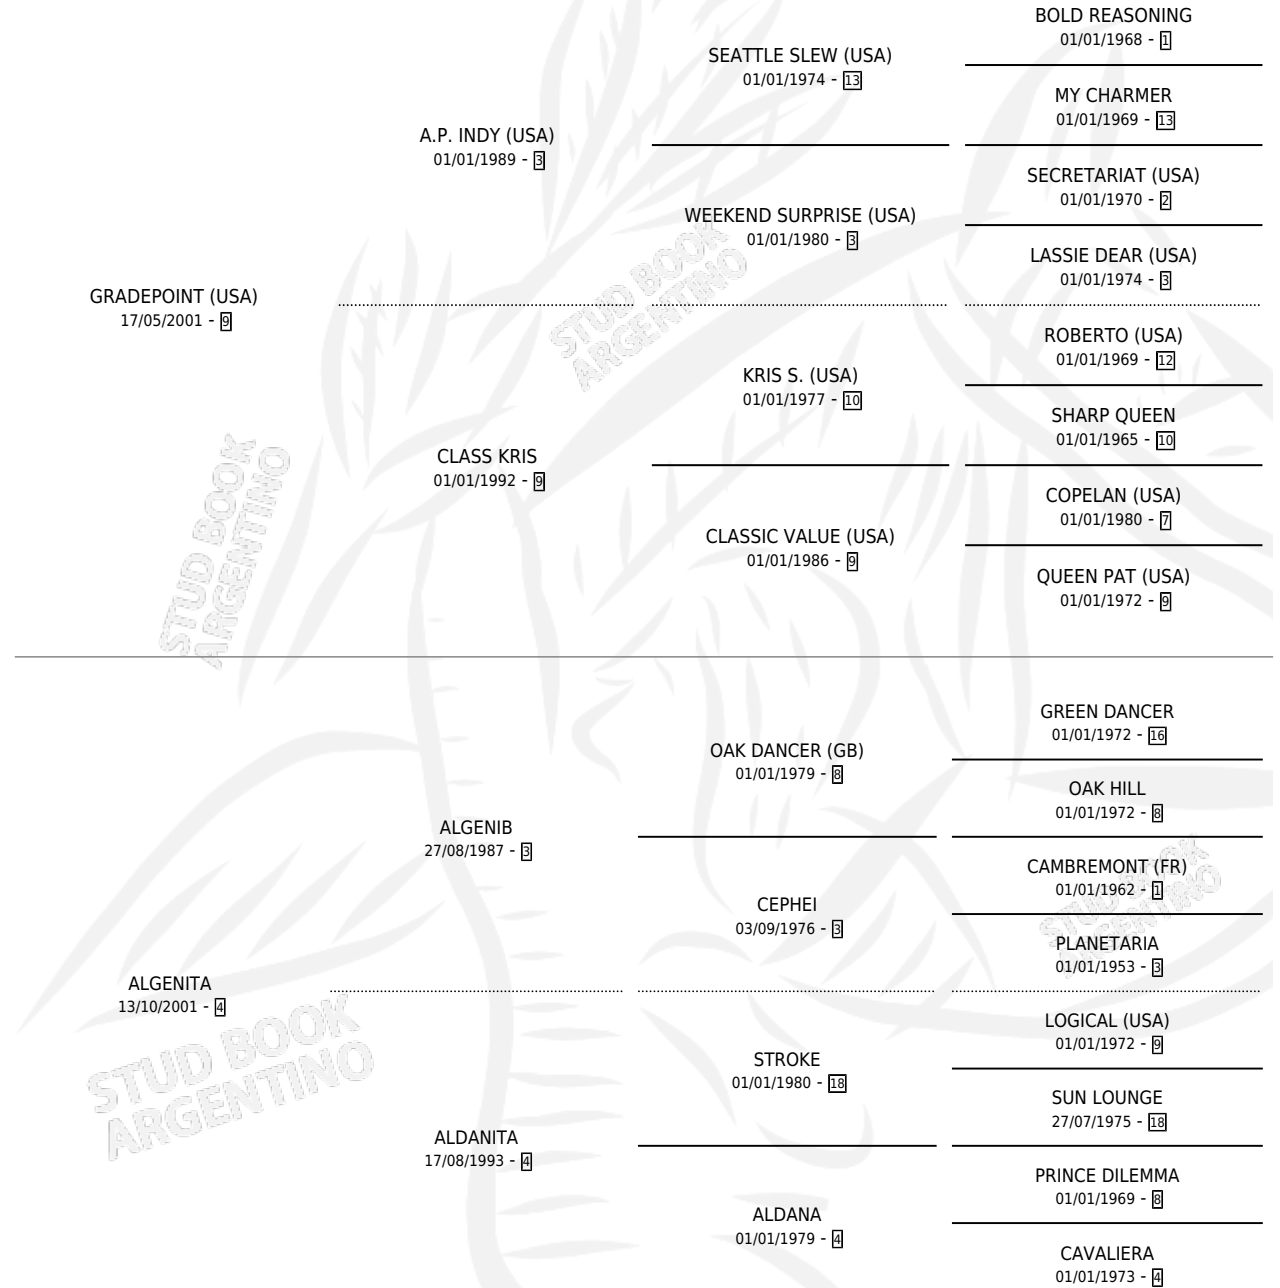 BOLD REASONING
01/01/1968 - 1
SEATTLE SLEW (USA)
01/01/1974 - 13
MY CHARMER
01/01/1969 - 13
A.P. INDY (USA)
01/01/1989 - 3
SECRETARIAT (USA)
01/01/1970 - 2
WEEKEND SURPRISE (USA)
01/01/1980 - 3
LASSIE DEAR (USA)
01/01/1974 - 3
GRADEPOINT (USA)
17/05/2001 - 9
ROBERTO (USA)
01/01/1969 - 12
KRIS S. (USA)
01/01/1977 - 10
SHARP QUEEN
01/01/1965 - 10
CLASS KRIS
01/01/1992 - 9
COPELAN (USA)
01/01/1980 - 7
CLASSIC VALUE (USA)
01/01/1986 - 9
QUEEN PAT (USA)
01/01/1972 - 9
STUD BOOK
ARGENTINO
STUD BOOK
ARGENTINO
GREEN DANCER
01/01/1972 - 16
OAK DANCER (GB)
01/01/1979 - 8
OAK HILL
01/01/1972 - 8
ALGENIB
27/08/1987 - 3
CAMBREMONT (FR)
01/01/1962 - 1
CEPHEI
03/09/1976 - 3
PLANETARIA
01/01/1953 - 3
ALGENITA
13/10/2001 - 4
LOGICAL (USA)
01/01/1972 - 9
STROKE
01/01/1980 - 18
SUN LOUNGE
27/07/1975 - 18
ALDANITA
17/08/1993 - 4
PRINCE DILEMMA
01/01/1969 - 8
ALDANA
01/01/1979 - 4
CAVALIERA
01/01/1973 - 4
STUD BOOK
ARGENTINO
STUD BOOK
ARGENTINO